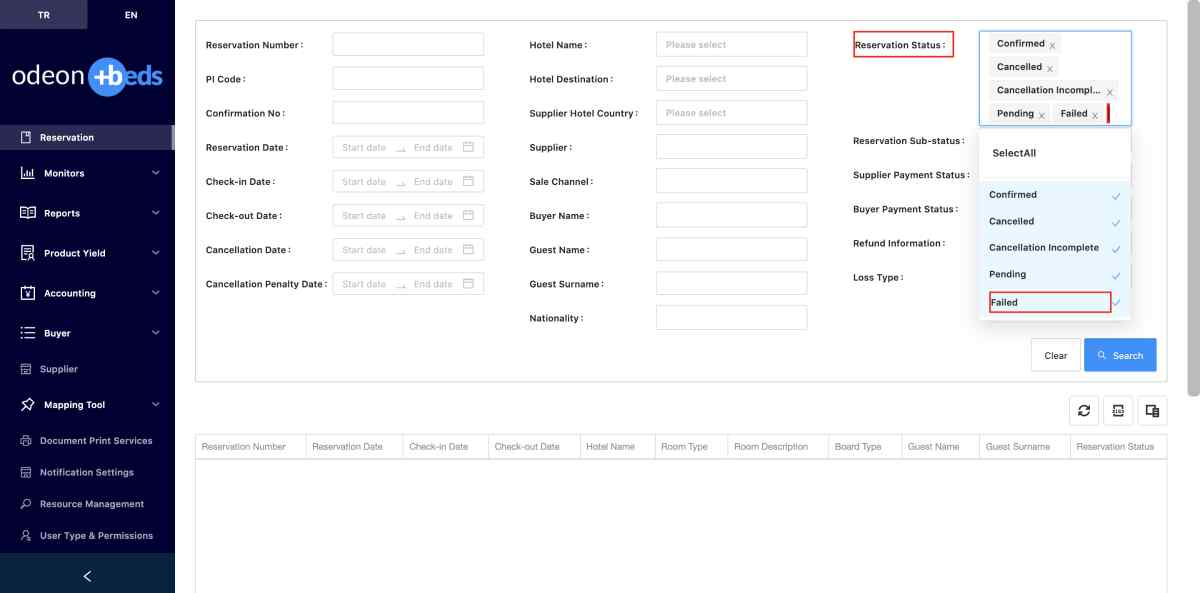 TR
EN
odeon +beds
Reservation
Monitors
Reports
Product Yield
Accounting
Buyer
Supplier
Mapping Tool
Document Print Services
Notification Settings
Resource Management
User Type & Permissions
Reservation Number :
PI Code :
Confirmation No :
Reservation Date : Start date End date
Check-in Date : Start date End date
Check-out Date : Start date End date
Cancellation Date : Start date End date
Cancellation Penalty Date : Start date End date
Hotel Name : Please select
Hotel Destination : Please select
Supplier Hotel Country : Please select
Supplier :
Sale Channel :
Buyer Name :
Guest Name :
Guest Surname :
Nationality :
Reservation Status :
Confirmed x
Cancelled x
Cancellation Incompl... x
Pending x Failed x
Reservation Sub-status :
Supplier Payment Status :
Buyer Payment Status :
Refund Information :
Loss Type :
SelectAll
Confirmed
Cancelled
Cancellation Incomplete
Pending
Failed
Clear Search
Reservation Number Reservation Date Check-in Date Check-out Date Hotel Name Room Type Room Description Board Type Guest Name Guest Surname Reservation Status